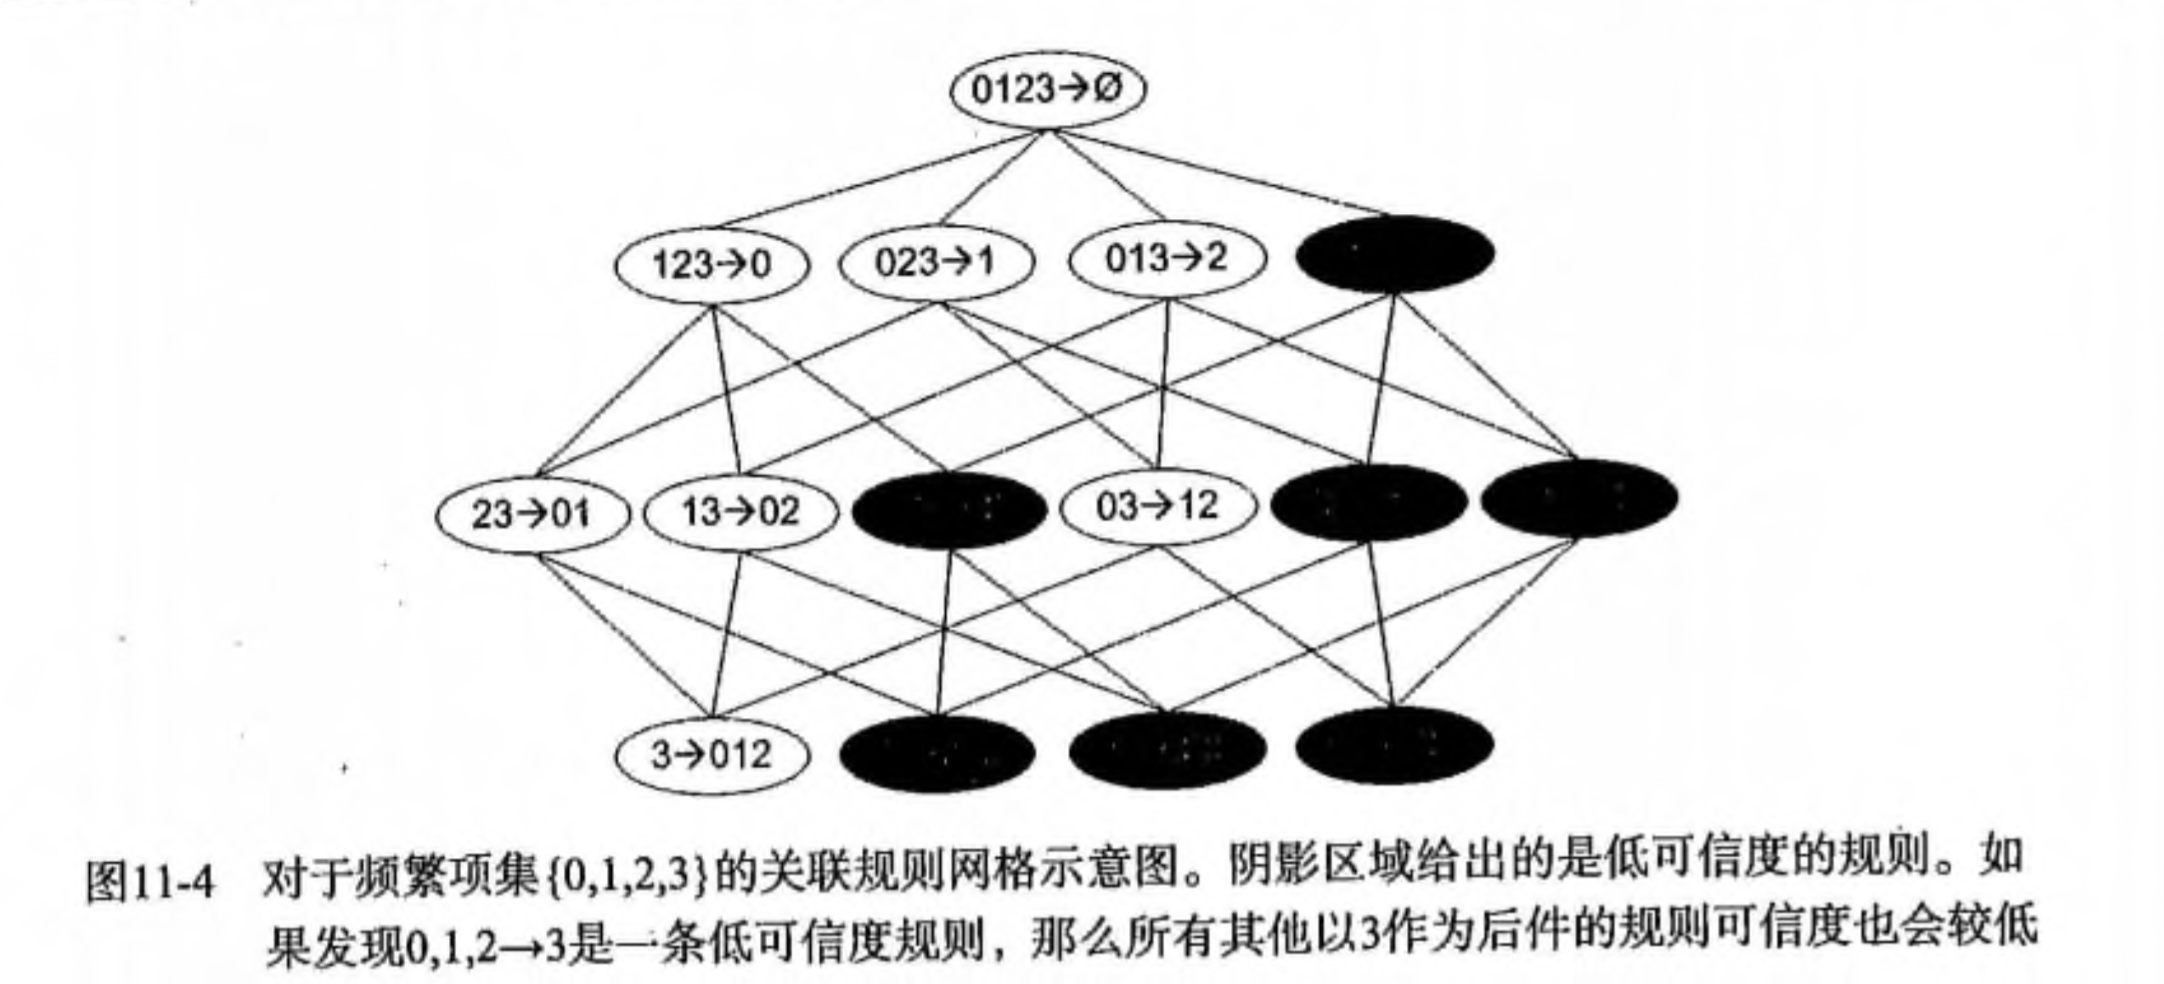 0123→Ø
123→0 023→1 013→2
23→01 13→02 03→12
3→012
图11-4 对于频繁项集{0,1,2,3}的关联规则网格示意图。阴影区域给出的是低可信度的规则。如
果发现0,1,2→3是一条低可信度规则，那么所有其他以3作为后件的规则可信度也会较低